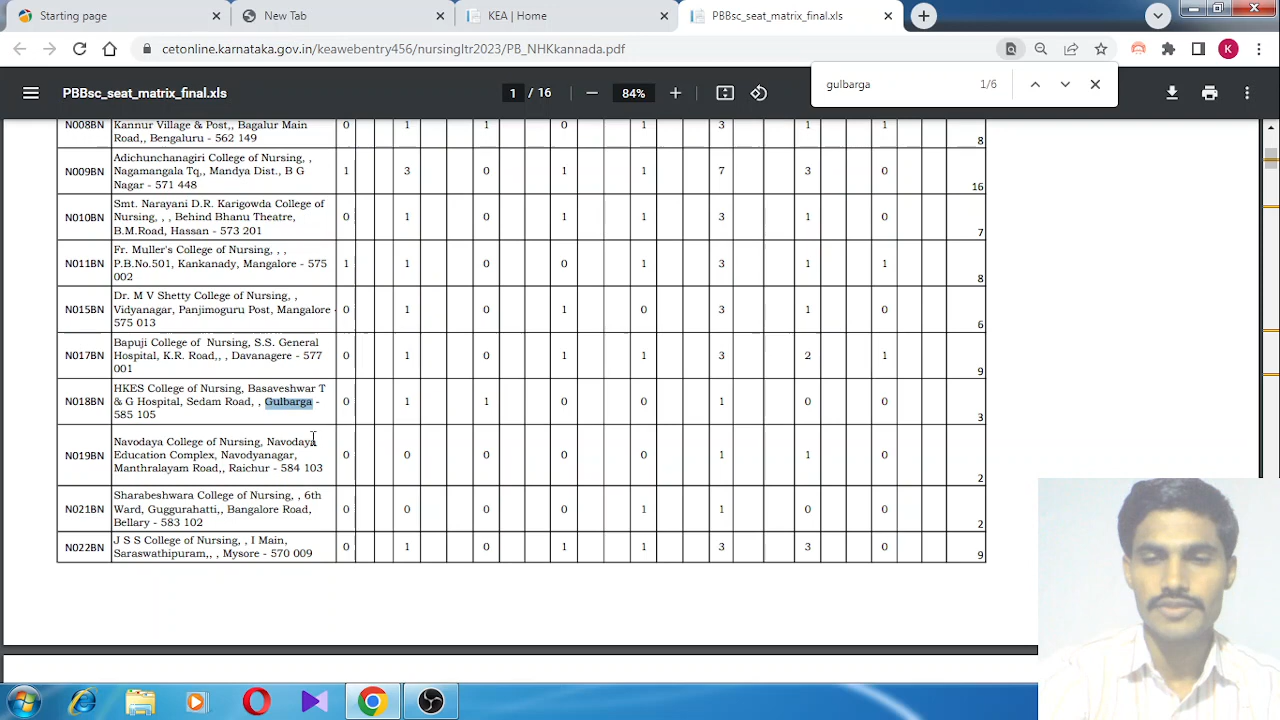 Starting page
New Tab
KEA | Home
PBBsc_seat_matrix_final.xls
cetonline.karnataka.gov.in/keawebentry456/nursingltr2023/PB_NHKkannada.pdf
K
gulbarga 1/6
PBBsc_seat_matrix_final.xls
1 / 16
84%
N008BN Kannur Village & Post,, Bagalur Main 0 1 1 0 1 3 1 1
Road,, Bengaluru - 562 149 8
Adichunchanagiri College of Nursing, ,
N009BN Nagamangala Tq,, Mandya Dist., B G 1 3 0 1 1 7 3 0
Nagar - 571 448 16
Smt. Narayani D.R. Karigowda College of
N010BN Nursing, , , Behind Bhanu Theatre, 0 1 0 1 1 3 1 0
B.M.Road, Hassan - 573 201 7
Fr. Muller's College of Nursing, , ,
N011BN P.B.No.501, Kankanady, Mangalore - 575 1 1 0 0 1 3 1 1
002 8
Dr. M V Shetty College of Nursing, ,
N015BN Vidyanagar, Panjimoguru Post, Mangalore - 0 1 0 1 0 3 1 0
575 013 6
Bapuji College of Nursing, S.S. General
N017BN Hospital, K.R. Road,, , Davanagere - 577 0 1 0 1 1 3 2 1
001 9
HKES College of Nursing, Basaveshwar T
N018BN & G Hospital, Sedam Road, , Gulbarga - 0 1 1 0 0 1 0 0
585 105 3
Navodaya College of Nursing, Navodaya
N019BN Education Complex, Navodyanagar, 0 0 0 0 0 1 1 0
Manthralayam Road,, Raichur - 584 103 2
Sharabeshwara College of Nursing, , 6th
N021BN Ward, Guggurahatti,, Bangalore Road, 0 0 0 0 1 1 0 0
Bellary - 583 102 2
J S S College of Nursing, , I Main,
N022BN Saraswathipuram,, , Mysore - 570 009 0 1 0 1 1 3 3 0 9